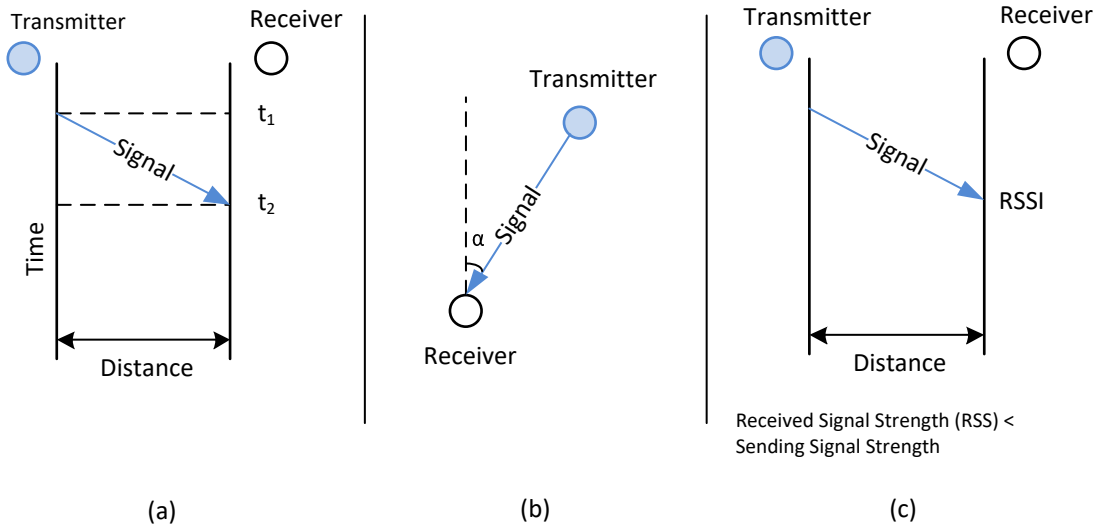 Transmitter
Receiver
t₁
Signal
t₂
Time
Distance
(a)
Transmitter
Signal
α
Receiver
(b)
Transmitter
Receiver
Signal
RSSI
Distance
Received Signal Strength (RSS) <
Sending Signal Strength
(c)